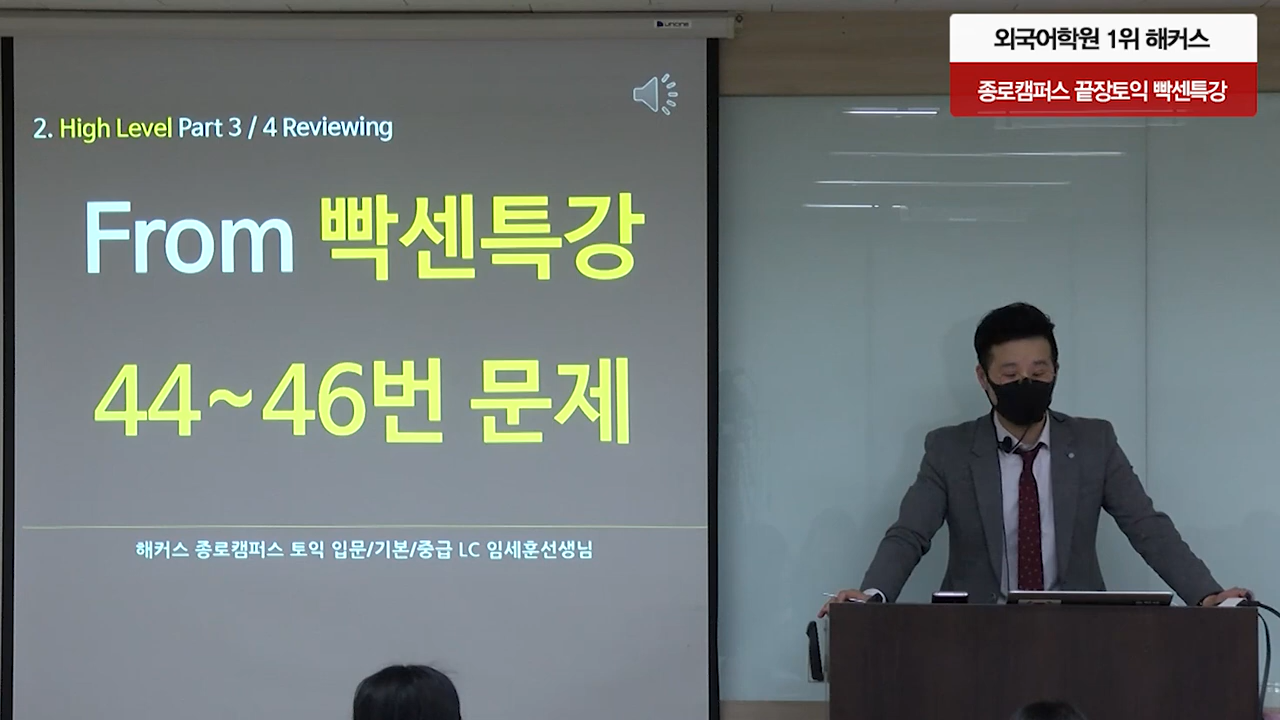 외국어학원 1위 해커스
종로캠퍼스 끝장토익 빡센특강
2. High Level Part 3 / 4 Reviewing
From 빡센특강
44~46번 문제
해커스 종로캠퍼스 토익 입문/기본/중급 LC 임세훈선생님